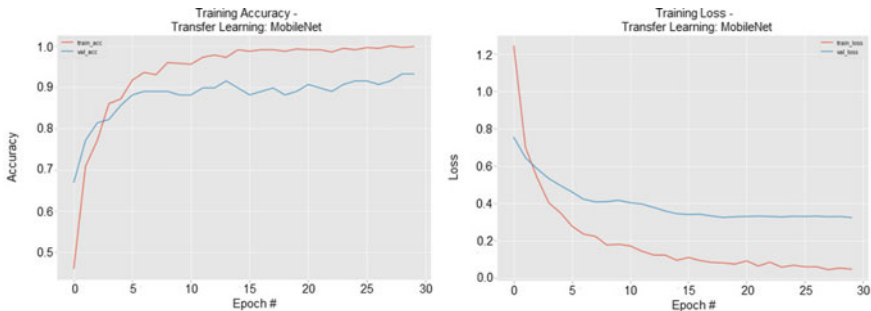 Training Accuracy -
Transfer Learning: MobileNet
train_acc
val_acc
1.0
0.9
0.8
0.7
0.6
0.5
Accuracy
0
5
10
15
20
25
30
Epoch #
Training Loss -
Transfer Learning: MobileNet
train_loss
val_loss
1.2
1.0
0.8
0.6
0.4
0.2
0.0
Loss
0
5
10
15
20
25
30
Epoch #